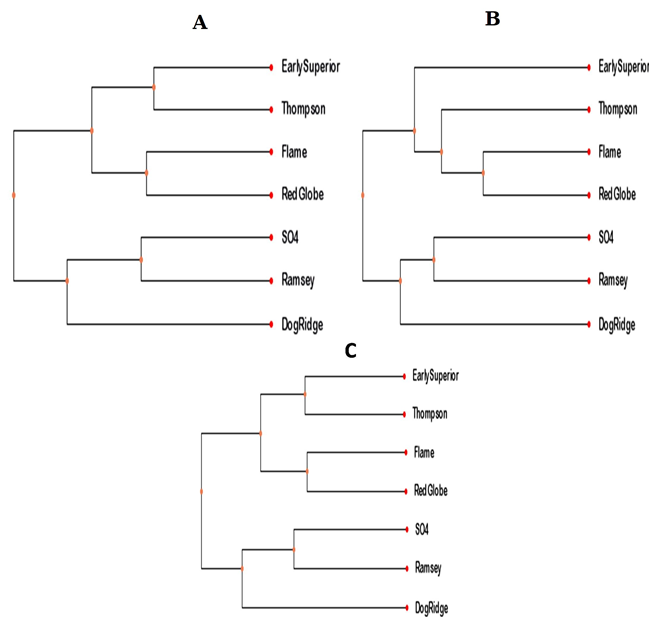 A
EarlySuperior
Thompson
Flame
RedGlobe
SO4
Ramsey
DogRidge
B
EarlySuperior
Thompson
Flame
RedGlobe
SO4
Ramsey
DogRidge
C
EarlySuperior
Thompson
Flame
RedGlobe
SO4
Ramsey
DogRidge